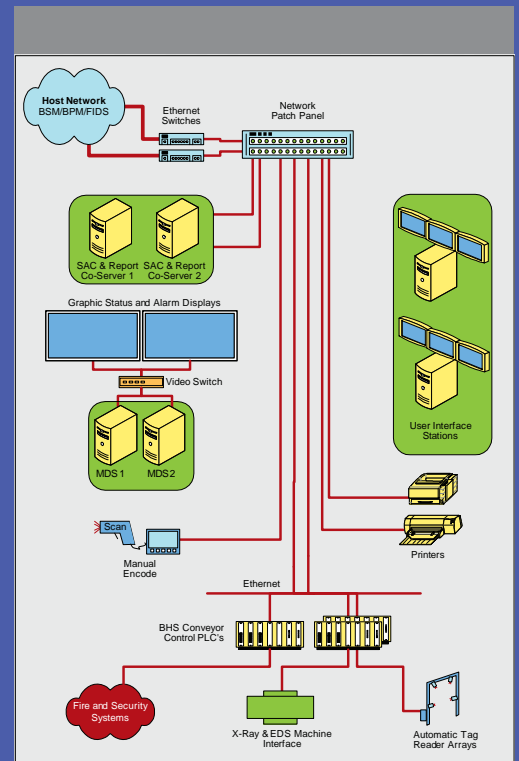 Host Network
BSM/BPM/FIDS
Ethernet
Switches
Network
Patch Panel
SAC & Report
Co-Server 1
SAC & Report
Co-Server 2
Graphic Status and Alarm Displays
Video Switch
MDS1
MDS2
User Interface
Stations
Scan
Manual
Encode
Printers
Ethernet
BHS Conveyor
Control PLC's
Fire and Security
Systems
X-Ray & EDS Machine
Interface
Automatic Tag
Reader Arrays